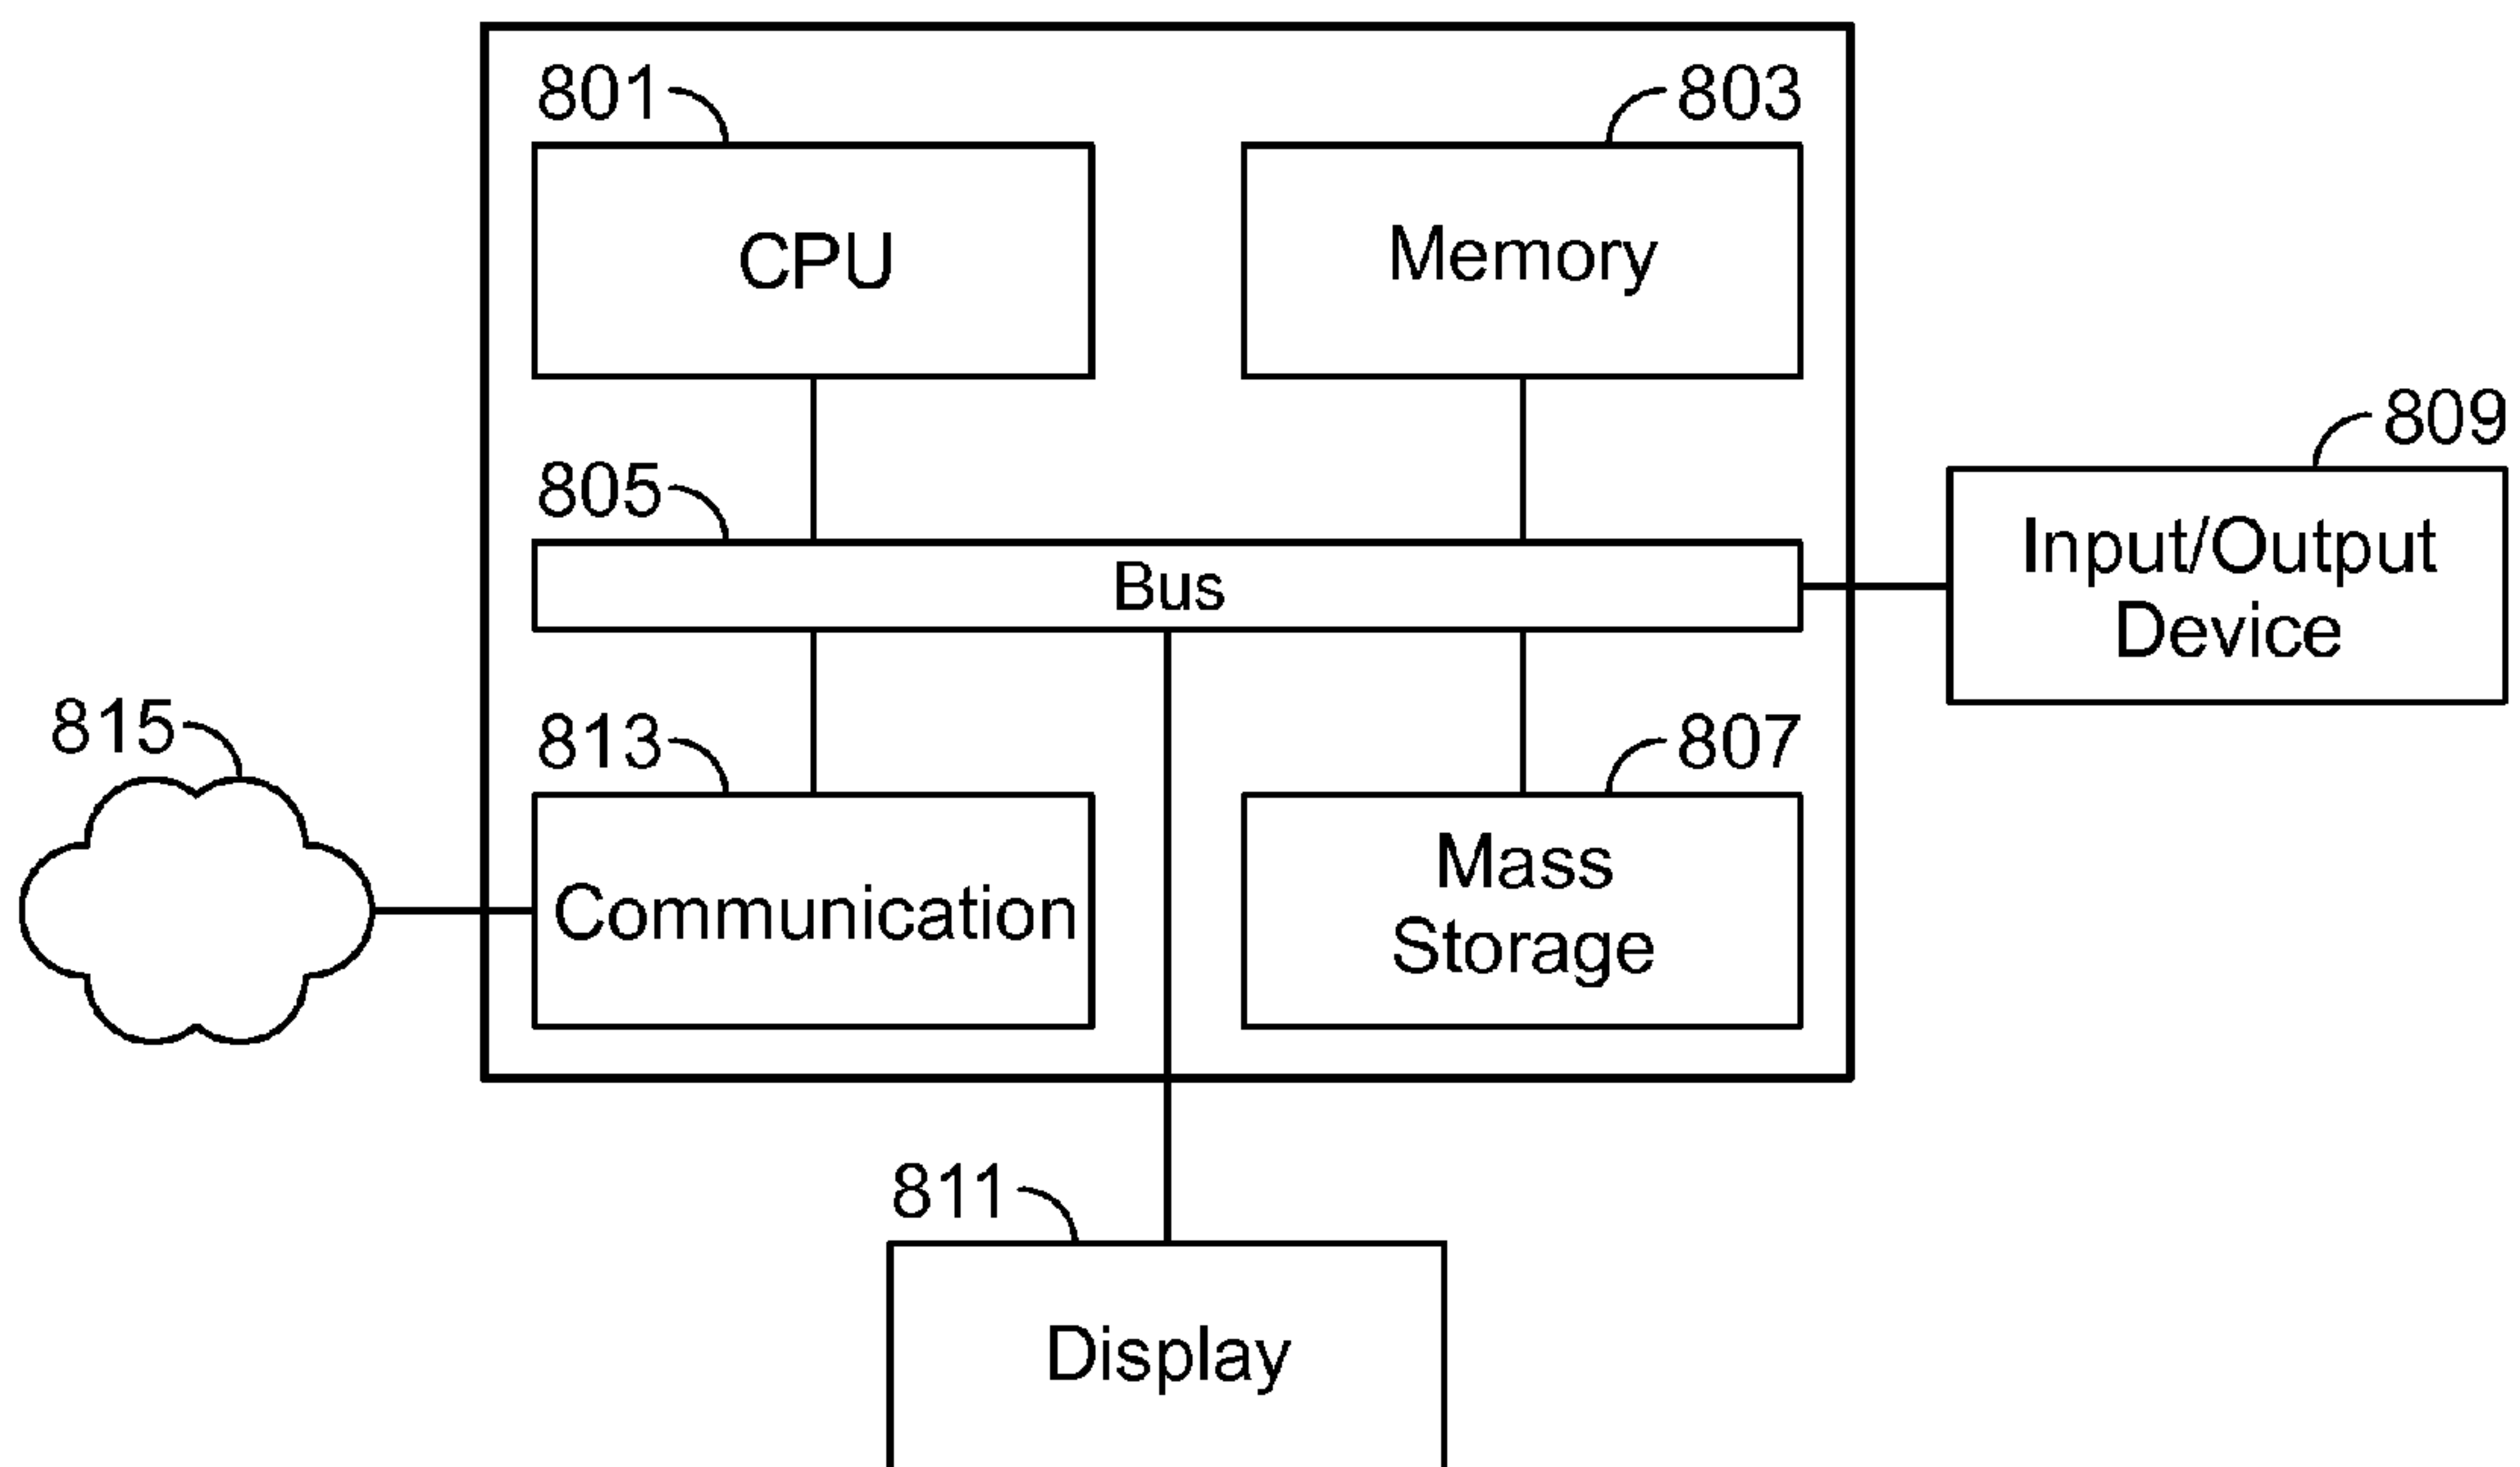 801
803
CPU
Memory
809
805
Input/Output
Device
Bus
815
813
807
Communication
Mass
Storage
811
Display